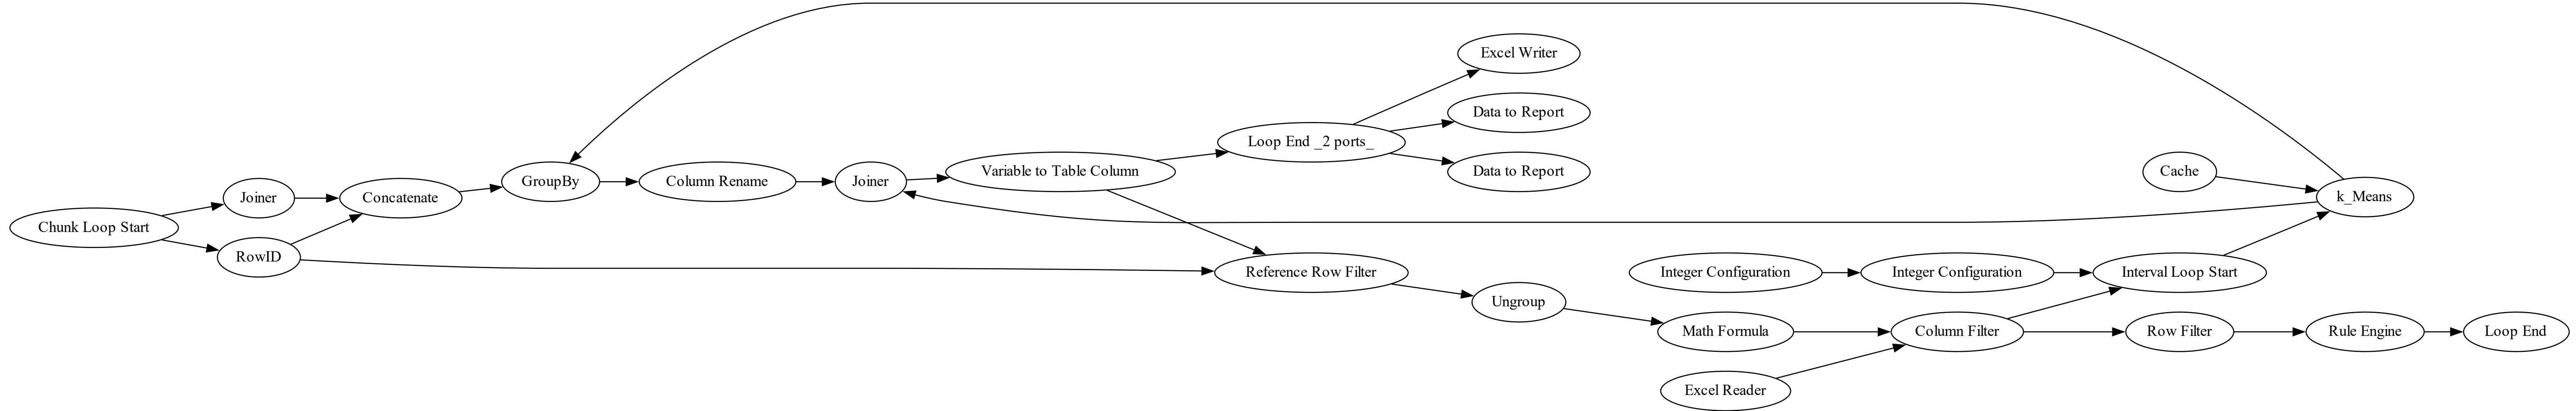 Chunk Loop Start
Joiner
RowID
Concatenate
GroupBy
Column Rename
Joiner
Variable to Table Column
Loop End _2 ports_
Reference Row Filter
Excel Writer
Data to Report
Data to Report
Ungroup
Integer Configuration
Math Formula
Excel Reader
Integer Configuration
Column Filter
Cache
Interval Loop Start
Row Filter
k_Means
Rule Engine
Loop End